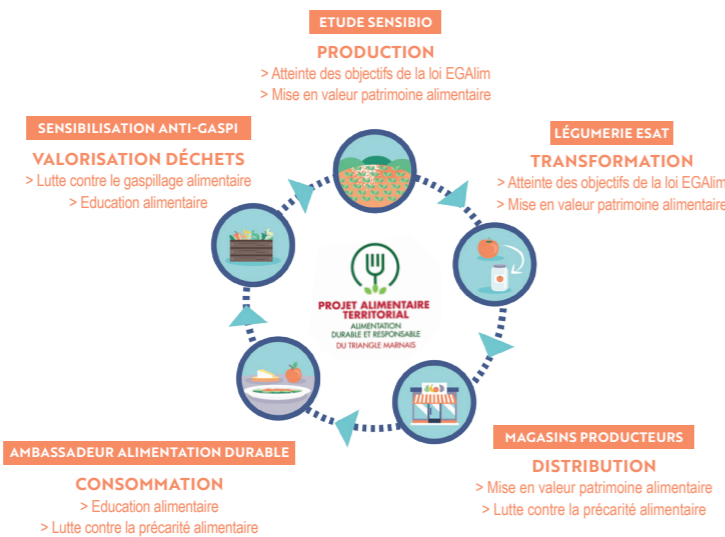 ETUDE SENSIBIO
PRODUCTION
> Atteinte des objectifs de la loi EGAlim
> Mise en valeur patrimoine alimentaire
SENSIBILISATION ANTI-GASPI
VALORISATION DÉCHETS
> Lutte contre le gaspillage alimentaire
> Education alimentaire
LÉGUMERIE ESAT
TRANSFORMATION
> Atteinte des objectifs de la loi EGAlim
> Mise en valeur patrimoine alimentaire
PROJET ALIMENTAIRE
TERRITORIAL
ALIMENTATION
DURABLE ET RESPONSABLE
DU TRIANGLE MARNAIS
AMBASSADEUR ALIMENTATION DURABLE
CONSOMMATION
> Education alimentaire
> Lutte contre la précarité alimentaire
MAGASINS PRODUCTEURS
DISTRIBUTION
> Mise en valeur patrimoine alimentaire
> Lutte contre la précarité alimentaire